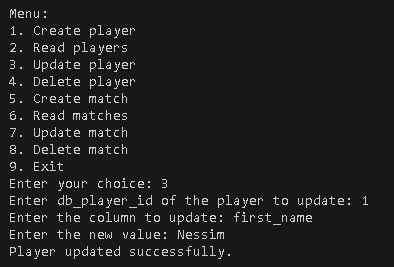 Menu:
1. Create player
2. Read players
3. Update player
4. Delete player
5. Create match
6. Read matches
7. Update match
8. Delete match
9. Exit
Enter your choice: 3
Enter db_player_id of the player to update: 1
Enter the column to update: first_name
Enter the new value: Nessim
Player updated successfully.